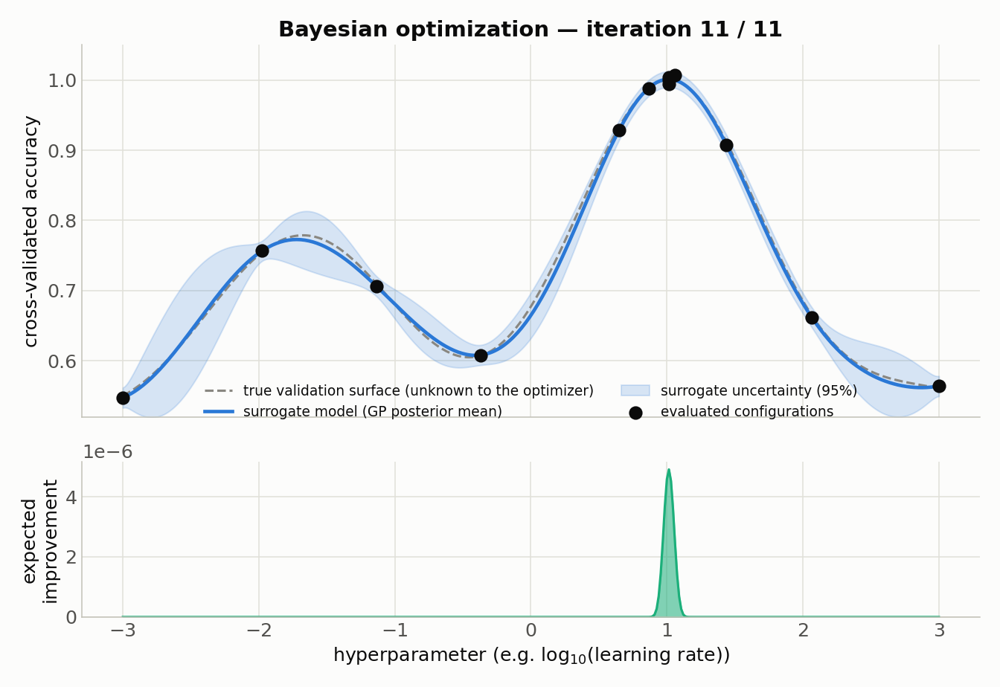 Bayesian optimization — iteration 11 / 11
cross-validated accuracy
1.0
0.9
0.8
0.7
0.6
true validation surface (unknown to the optimizer)
surrogate model (GP posterior mean)
surrogate uncertainty (95%)
evaluated configurations
1e−6
expected
improvement
4
2
0
−3
−2
−1
0
1
2
3
hyperparameter (e.g. log₁₀(learning rate))